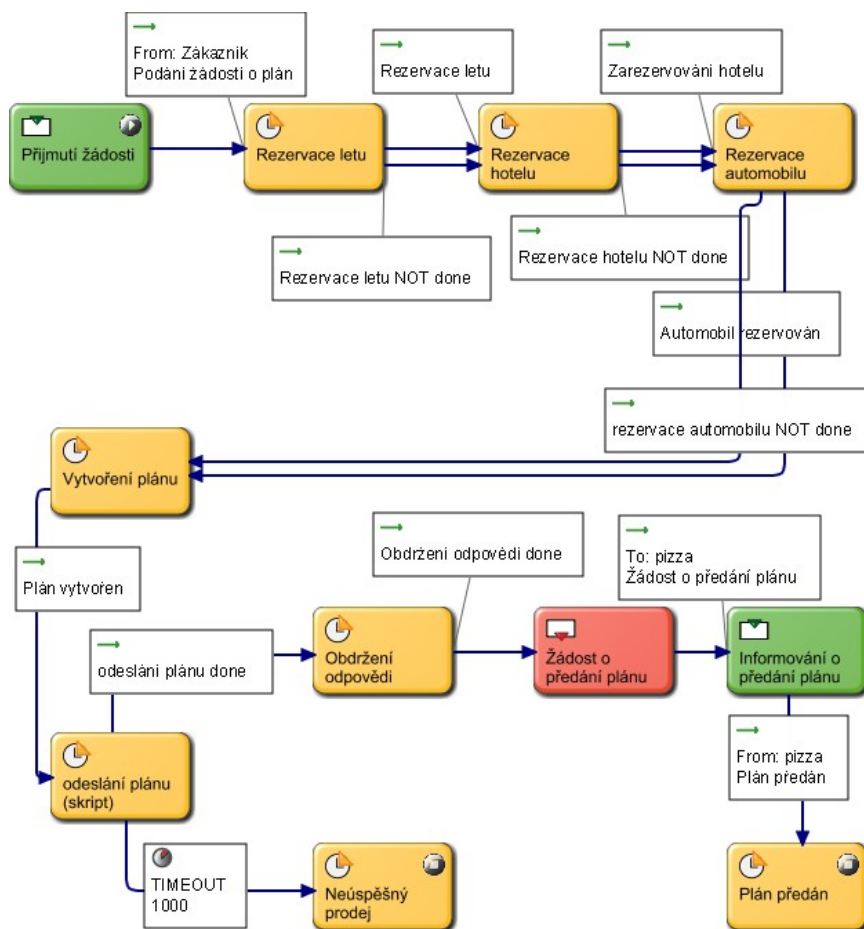 From: Zákazník
Podání žádosti o plán
Rezervace letu
Zarezervování hotelu
Přijmutí žádosti
Rezervace letu
Rezervace
hotelu
Rezervace
automobilu
Rezervace letu NOT done
Rezervace hotelu NOT done
Automobil rezervován
rezervace automobilu NOT done
Vytvoření plánu
Obdržení odpovědi done
To: pizza
Žádost o předání plánu
Plán vytvořen
odeslání plánu done
Obdržení
odpovědi
Žádost o
předání plánu
Informování o
předání plánu
odeslání plánu
(skript)
From: pizza
Plán předán
TIMEOUT
1000
Neúspěšný
prodej
Plán předán